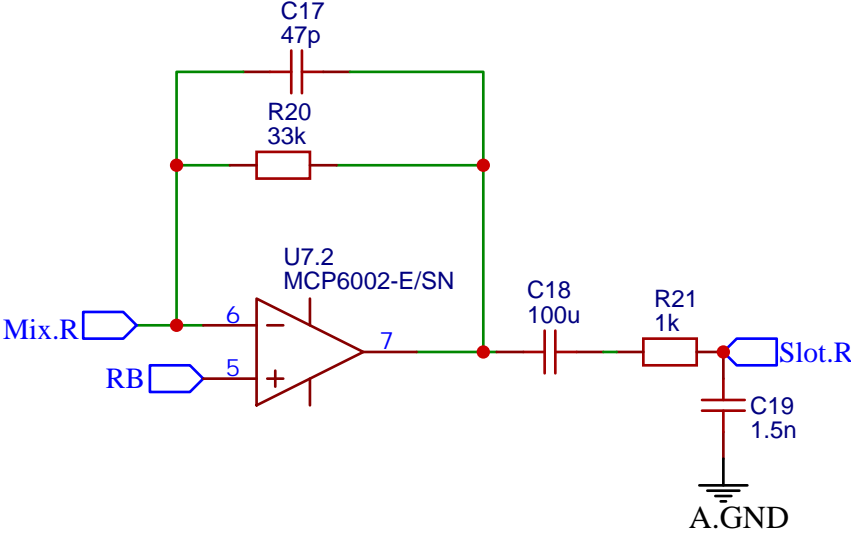 C17
47p
R20
33k
U7.2
MCP6002-E/SN
Mix.R
6
RB
5
7
C18
100u
R21
1k
Slot.R
C19
1.5n
A.GND